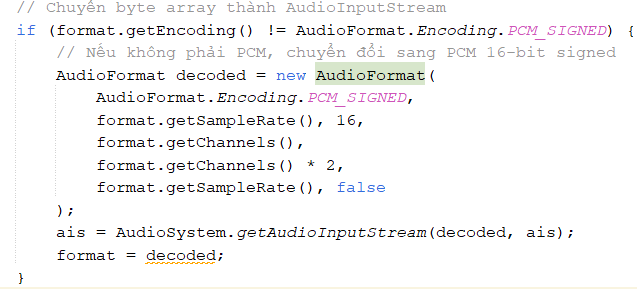 // Chuyển byte array thành AudioInputStream
if (format.getEncoding() != AudioFormat.Encoding.PCM_SIGNED) {
// Nếu không phải PCM, chuyển đổi sang PCM 16-bit signed
AudioFormat decoded = new AudioFormat(
AudioFormat.Encoding.PCM_SIGNED,
format.getSampleRate(), 16,
format.getChannels(),
format.getChannels() * 2,
format.getSampleRate(), false
);
ais = AudioSystem.getAudioInputStream(decoded, ais);
format = decoded;
}